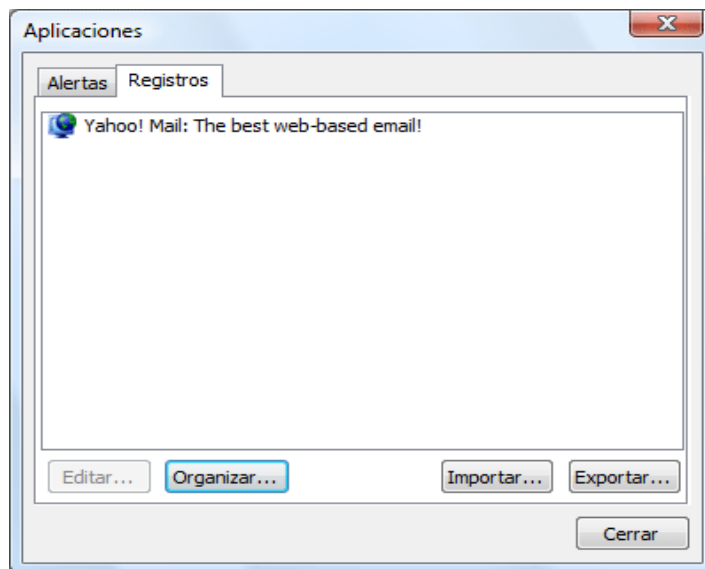 Aplicaciones
Alertas Registros
Yahoo! Mail: The best web-based email!
Editar... Organizar... Importar... Exportar...
Cerrar